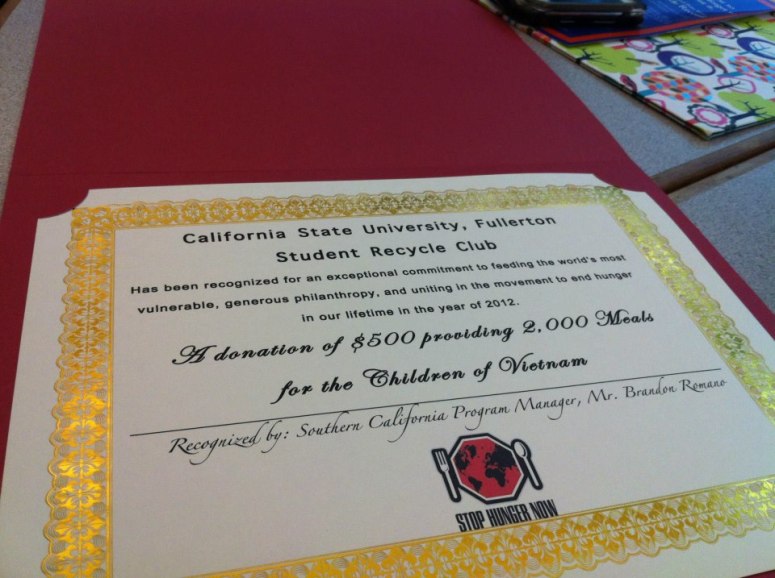 California State University, Fullerton
Student Recycle Club
Has been recognized for an exceptional commitment to feeding the world's most
vulnerable, generous philanthropy, and uniting in the movement to end hunger
in our lifetime in the year of 2012.
A donation of $500 providing 2,000 Meals
for the Children of Vietnam
Recognized by: Southern California Program Manager, Mr. Brandon Romano
STOP HUNGER NOW